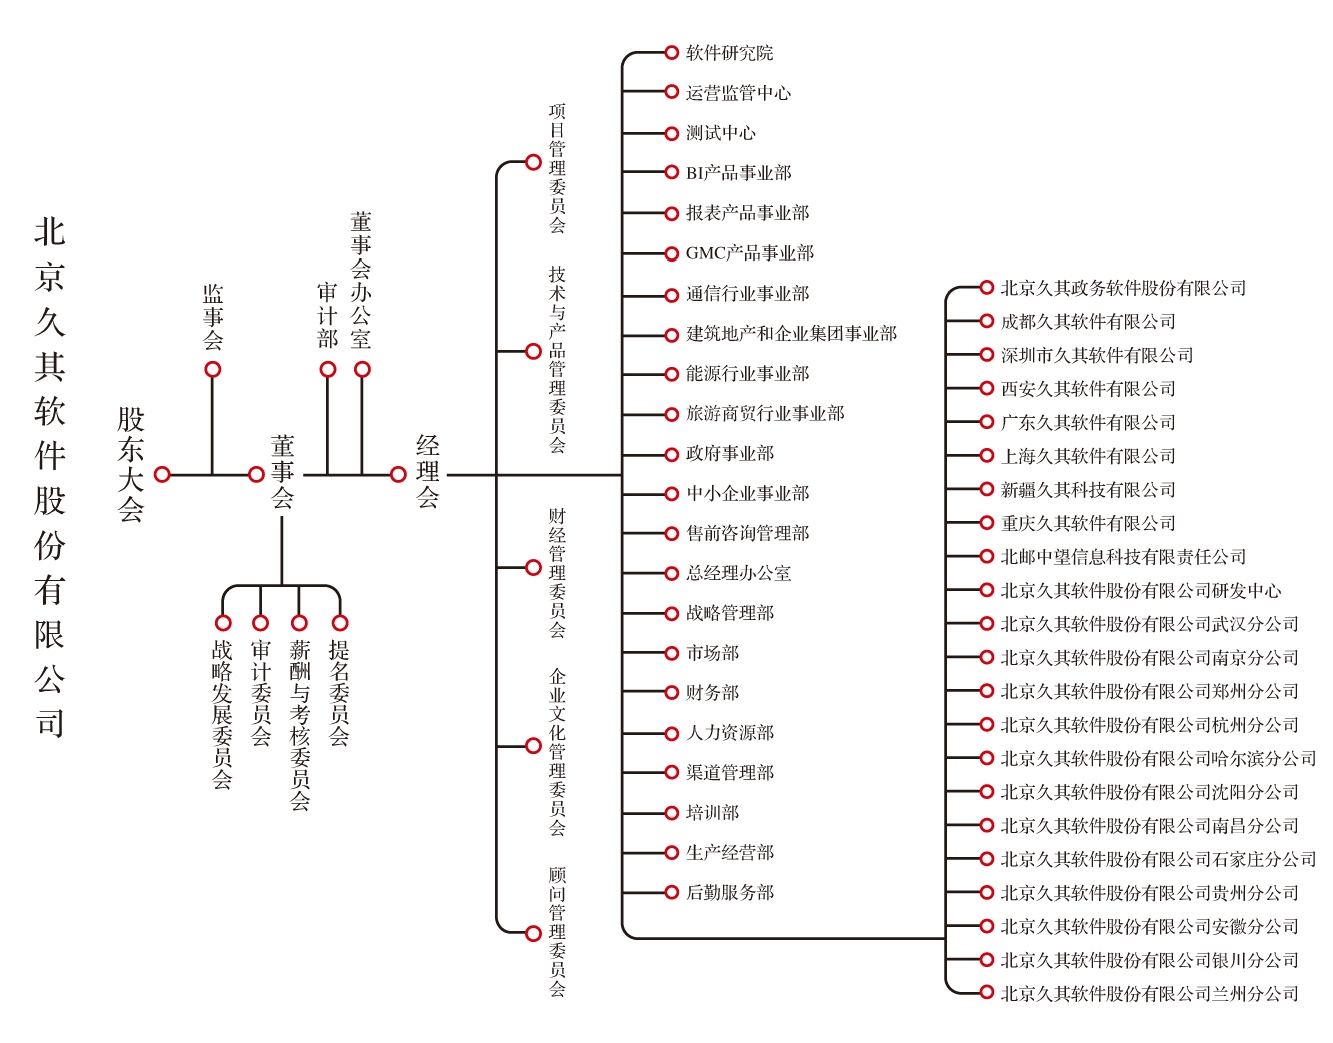 北京久其软件股份有限公司
股东大会
监事会
董事会
审计部
董事会办公室
经理会
战略发展委员会
审计委员会
薪酬与考核委员会
提名委员会
项目管理委员会
技术与产品管理委员会
财经管理委员会
企业文化管理委员会
顾问管理委员会
软件研究院
运营监管中心
测试中心
BI产品事业部
报表产品事业部
GMC产品事业部
通信行业事业部
建筑地产和企业集团事业部
能源行业事业部
旅游商贸行业事业部
政府事业部
中小企业事业部
售前咨询管理部
总经理办公室
战略管理部
市场部
财务部
人力资源部
渠道管理部
培训部
生产经营部
后勤服务部
北京久其政务软件股份有限公司
成都久其软件有限公司
深圳市久其软件有限公司
西安久其软件有限公司
广东久其软件有限公司
上海久其软件有限公司
新疆久其科技有限公司
重庆久其软件有限公司
北邮中望信息科技有限责任公司
北京久其软件股份有限公司研发中心
北京久其软件股份有限公司武汉分公司
北京久其软件股份有限公司南京分公司
北京久其软件股份有限公司郑州分公司
北京久其软件股份有限公司杭州分公司
北京久其软件股份有限公司哈尔滨分公司
北京久其软件股份有限公司沈阳分公司
北京久其软件股份有限公司南昌分公司
北京久其软件股份有限公司石家庄分公司
北京久其软件股份有限公司贵州分公司
北京久其软件股份有限公司安徽分公司
北京久其软件股份有限公司银川分公司
北京久其软件股份有限公司兰州分公司